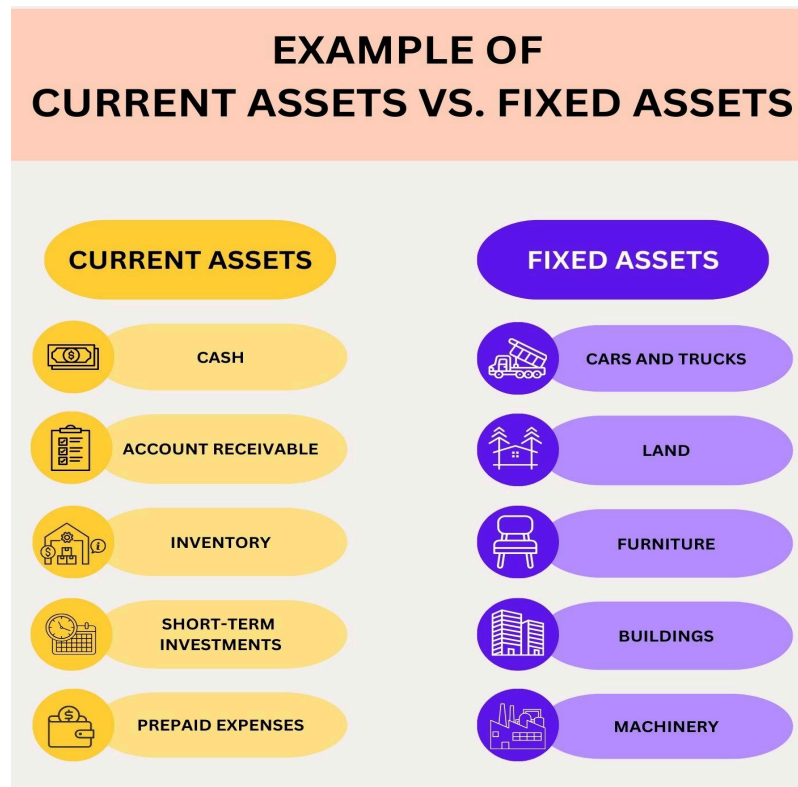 EXAMPLE OF
CURRENT ASSETS VS. FIXED ASSETS
CURRENT ASSETS
CASH
ACCOUNT RECEIVABLE
INVENTORY
SHORT-TERM
INVESTMENTS
PREPAID EXPENSES
FIXED ASSETS
CARS AND TRUCKS
LAND
FURNITURE
BUILDINGS
MACHINERY